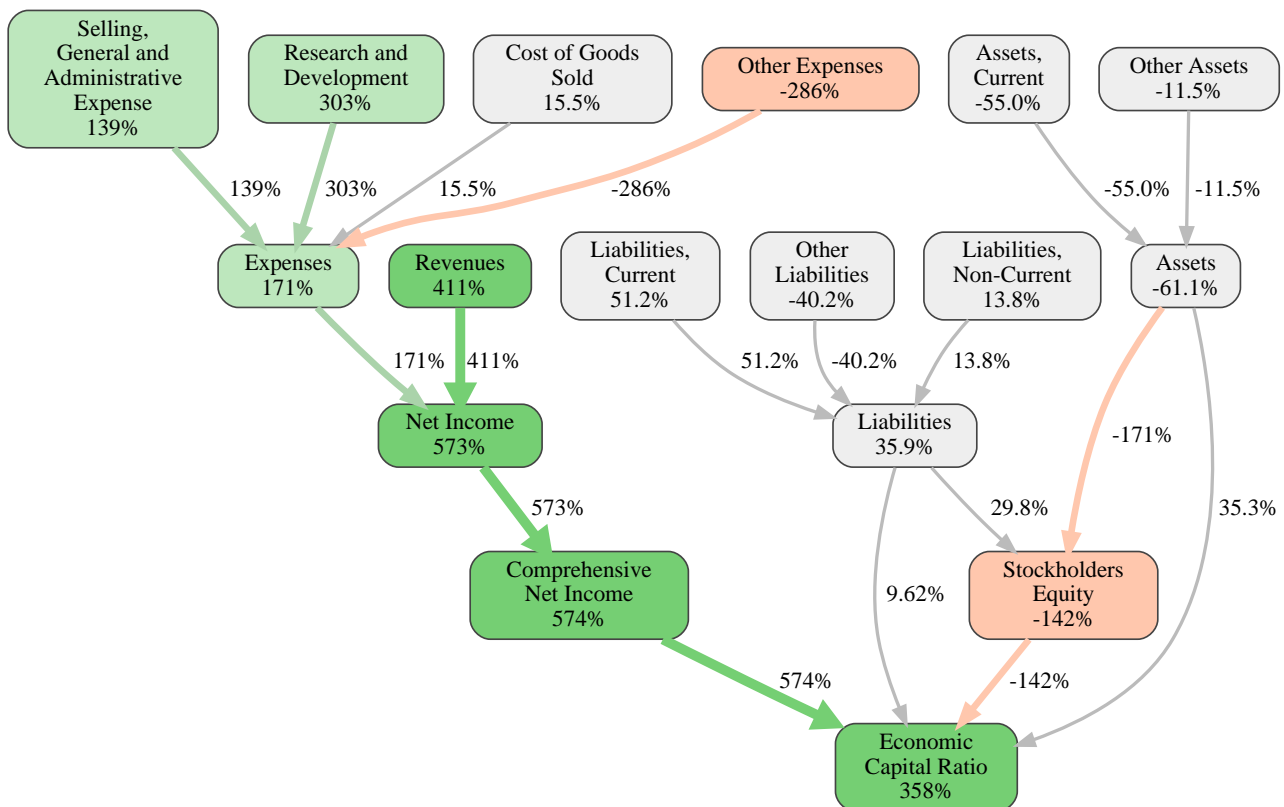 Selling,
General and
Administrative
Expense
139%
Research and
Development
303%
Cost of Goods
Sold
15.5%
Other Expenses
-286%
Assets,
Current
-55.0%
Other Assets
-11.5%
139%
303%
15.5%
-286%
-55.0%
-11.5%
Expenses
171%
Revenues
411%
Liabilities,
Current
51.2%
Other
Liabilities
-40.2%
Liabilities,
Non-Current
13.8%
Assets
-61.1%
171%
411%
51.2%
-40.2%
13.8%
Net Income
573%
Liabilities
35.9%
-171%
573%
29.8%
35.3%
Comprehensive
Net Income
574%
9.62%
Stockholders
Equity
-142%
574%
-142%
Economic
Capital Ratio
358%